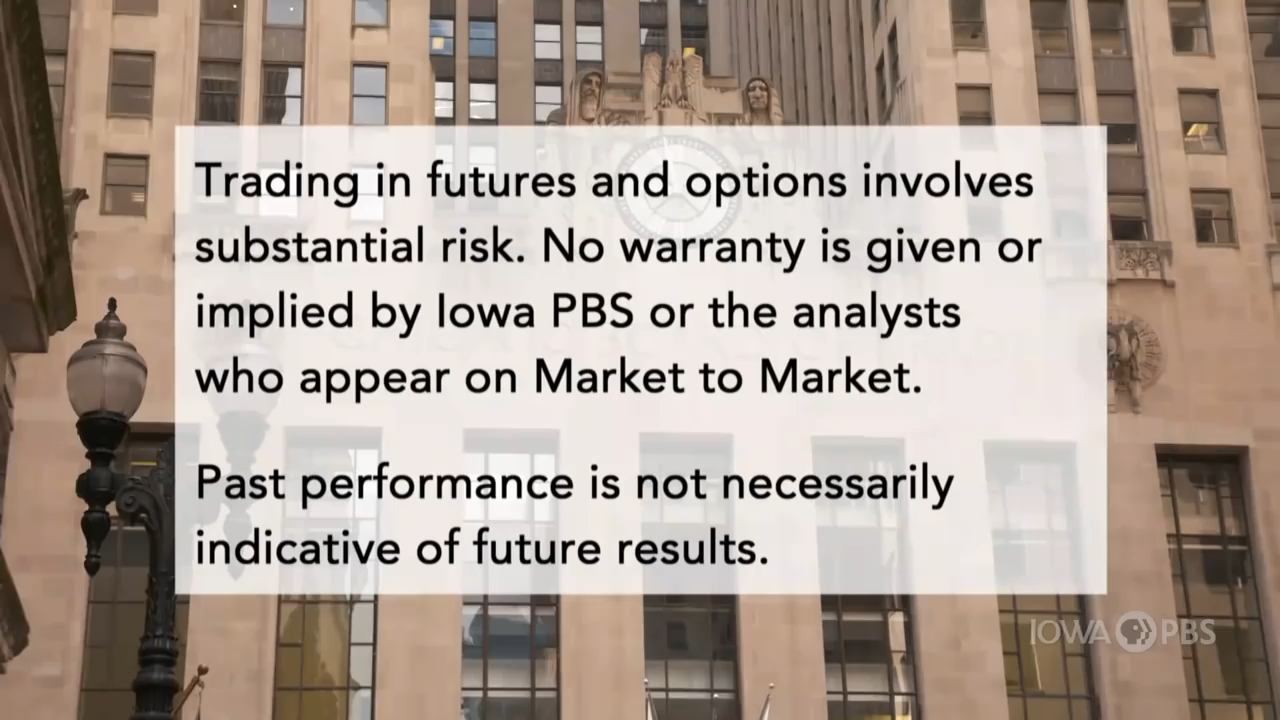 Trading in futures and options involves
substantial risk. No warranty is given or
implied by Iowa PBS or the analysts
who appear on Market to Market.
Past performance is not necessarily
indicative of future results.
IOWA PBS